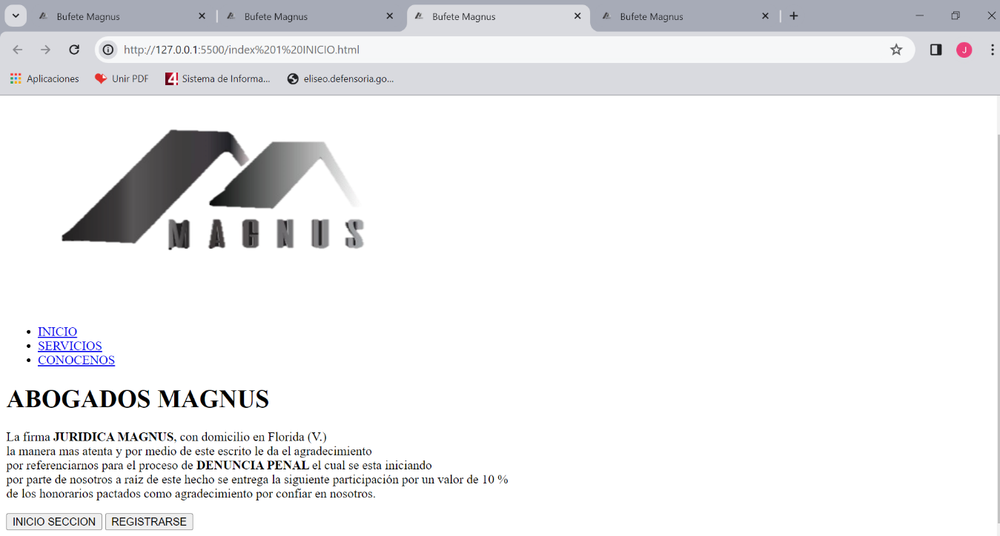 Bufete Magnus
Bufete Magnus
Bufete Magnus
Bufete Magnus
http://127.0.0.1:5500/index%201%20INICIO.html
J
Aplicaciones
Unir PDF
4!
Sistema de Informa...
eliseo.defensoria.go...
MAGNUS
INICIO
SERVICIOS
CONOCENOS
ABOGADOS MAGNUS
La firma JURIDICA MAGNUS, con domicilio en Florida (V.)
la manera mas atenta y por medio de este escrito le da el agradecimiento
por referenciarnos para el proceso de DENUNCIA PENAL el cual se esta iniciando
por parte de nosotros a raíz de este hecho se entrega la siguiente participación por un valor de 10 %
de los honorarios pactados como agradecimiento por confiar en nosotros.
INICIO SECCION
REGISTRARSE